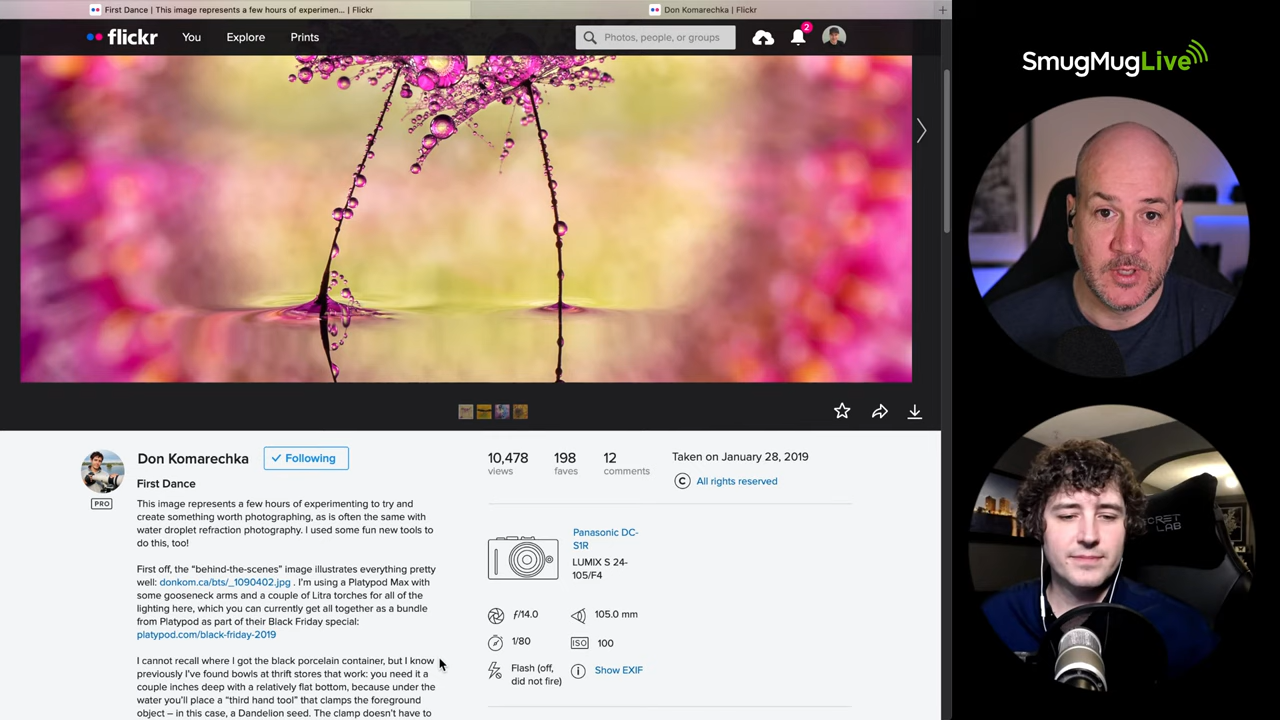 First Dance | This image represents a few hours of experimen... | Flickr
Don Komarechka | Flickr
flickr
You
Explore
Prints
Photos, people, or groups
2
SmugMugLive
Don Komarechka
Following
PRO
First Dance
This image represents a few hours of experimenting to try and
create something worth photographing, as is often the same with
water droplet refraction photography. I used some fun new tools to
do this, too!
First off, the "behind-the-scenes" image illustrates everything pretty
well: donkom.ca/bts/_1090402.jpg . I'm using a Platypod Max with
some gooseneck arms and a couple of Litra torches for all of the
lighting here, which you can currently get all together as a bundle
from Platypod as part of their Black Friday special:
platypod.com/black-friday-2019
I cannot recall where I got the black porcelain container, but I know
previously I've found bowls at thrift stores that work: you need it a
couple inches deep with a relatively flat bottom, because under the
water you'll place a "third hand tool" that clamps the foreground
object – in this case, a Dandelion seed. The clamp doesn't have to
10,478
views
198
faves
12
comments
Taken on January 28, 2019
All rights reserved
Panasonic DC-
S1R
LUMIX S 24-
105/F4
ƒ/14.0
105.0 mm
1/80
ISO
100
Flash (off,
did not fire)
Show EXIF
SECRET
LAB